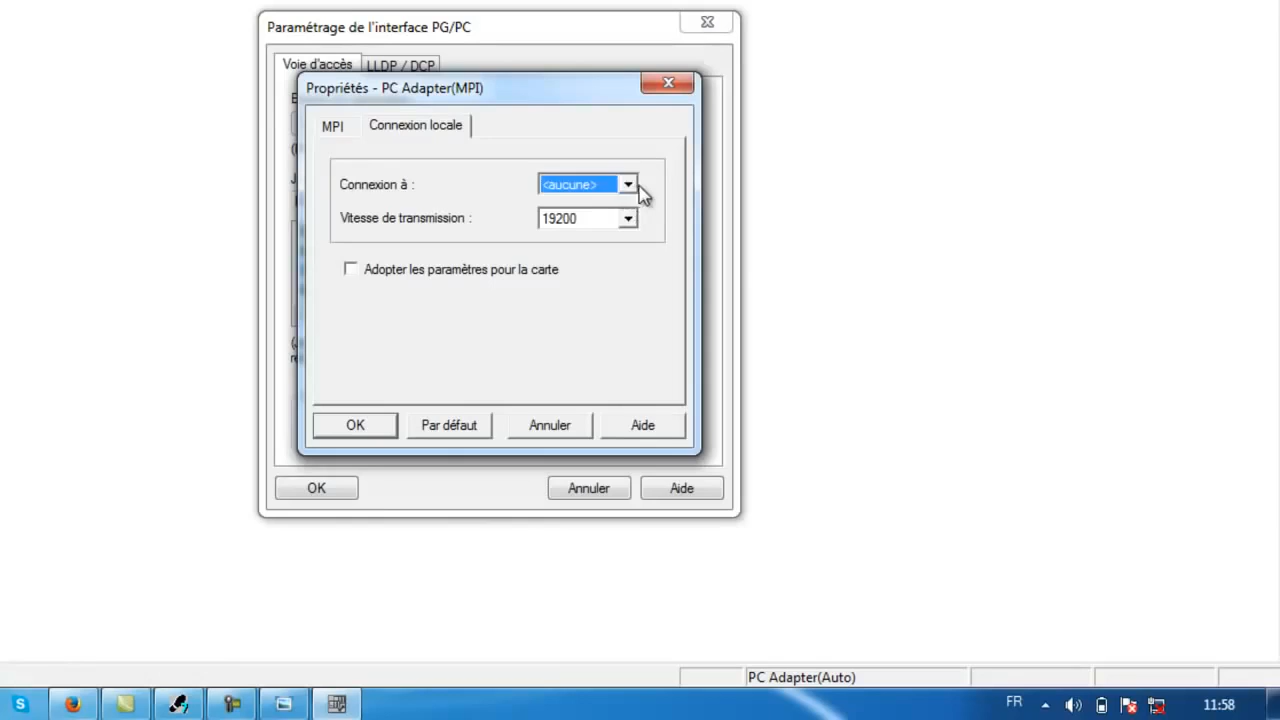 Paramétrage de l'interface PG/PC
Voie d'accès LLDP / DCP
Propriétés - PC Adapter(MPI)
MPI Connexion locale
Connexion à : <aucune>
Vitesse de transmission : 19200
Adopter les paramètres pour la carte
OK Par défaut Annuler Aide
OK Annuler Aide
PC Adapter(Auto)
FR 11:58